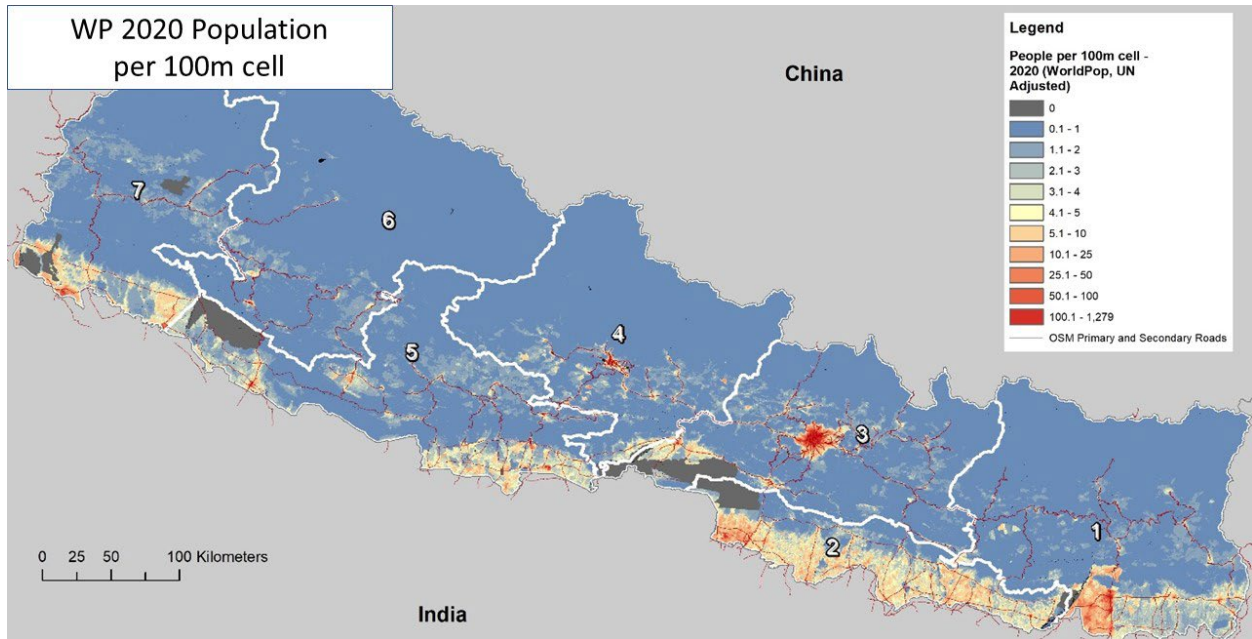 WP 2020 Population
per 100m cell
China
Legend
People per 100m cell -
2020 (WorldPop, UN
Adjusted)
0
0.1 - 1
1.1 - 2
2.1 - 3
3.1 - 4
4.1 - 5
5.1 - 10
10.1 - 25
25.1 - 50
50.1 - 100
100.1 - 1,279
OSM Primary and Secondary Roads
7
6
4
5
3
1
2
0 25 50 100 Kilometers
India